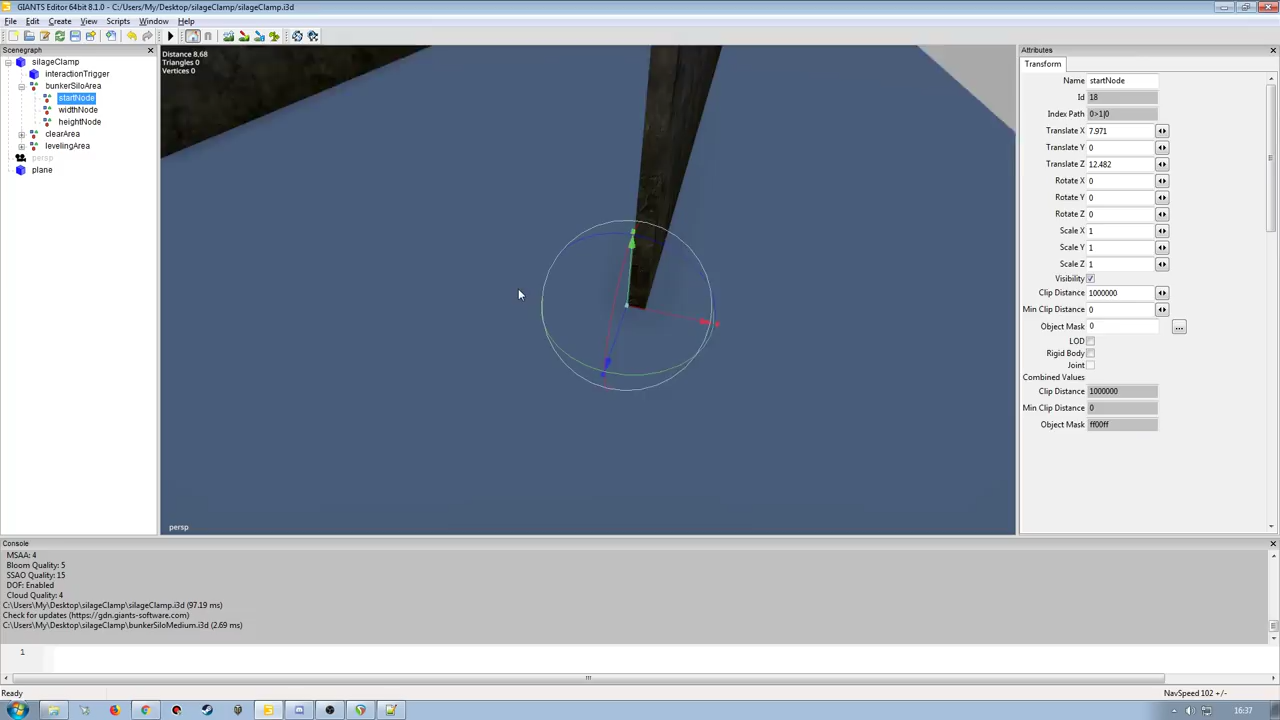 GIANTS Editor 64bit 8.1.0 - C:/Users/My/Desktop/silageClamp/silageClamp.i3d
File Edit Create View Scripts Window Help
Scenegraph
silageClamp
interactionTrigger
bunkerSiloArea
startNode
widthNode
heightNode
clearArea
levelingArea
persp
plane
Distance 8.68
Triangles 0
Vertices 0
persp
Attributes
Transform
Name startNode
Id 18
Index Path 0>1|0
Translate X 7.971
Translate Y 0
Translate Z 12.482
Rotate X 0
Rotate Y 0
Rotate Z 0
Scale X 1
Scale Y 1
Scale Z 1
Visibility
Clip Distance 1000000
Min Clip Distance 0
Object Mask 0 ...
LOD
Rigid Body
Joint
Combined Values
Clip Distance 1000000
Min Clip Distance 0
Object Mask ff00ff
Console
MSAA: 4
Bloom Quality: 5
SSAO Quality: 15
DOF: Enabled
Cloud Quality: 4
C:\Users\My\Desktop\silageClamp\silageClamp.i3d (97.19 ms)
Check for updates (https://gdn.giants-software.com)
C:\Users\My\Desktop\silageClamp\bunkerSiloMedium.i3d (2.69 ms)
1
Ready NavSpeed 102 +/-
16:37